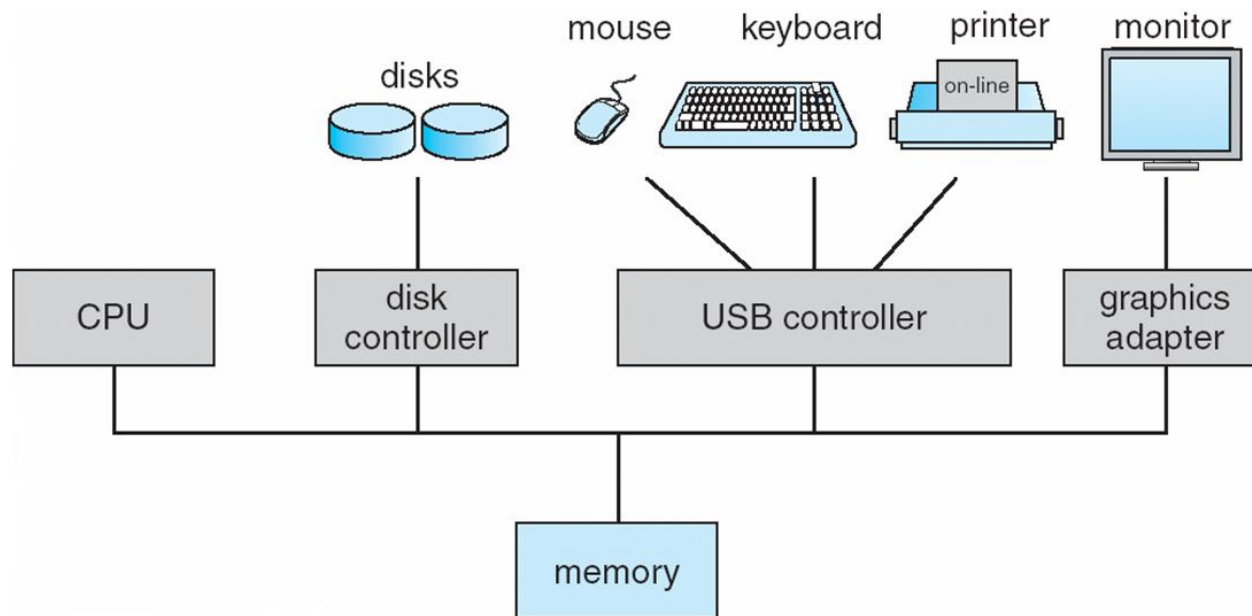 mouse
keyboard
printer
monitor
disks
on-line
CPU
disk
controller
USB controller
graphics
adapter
memory